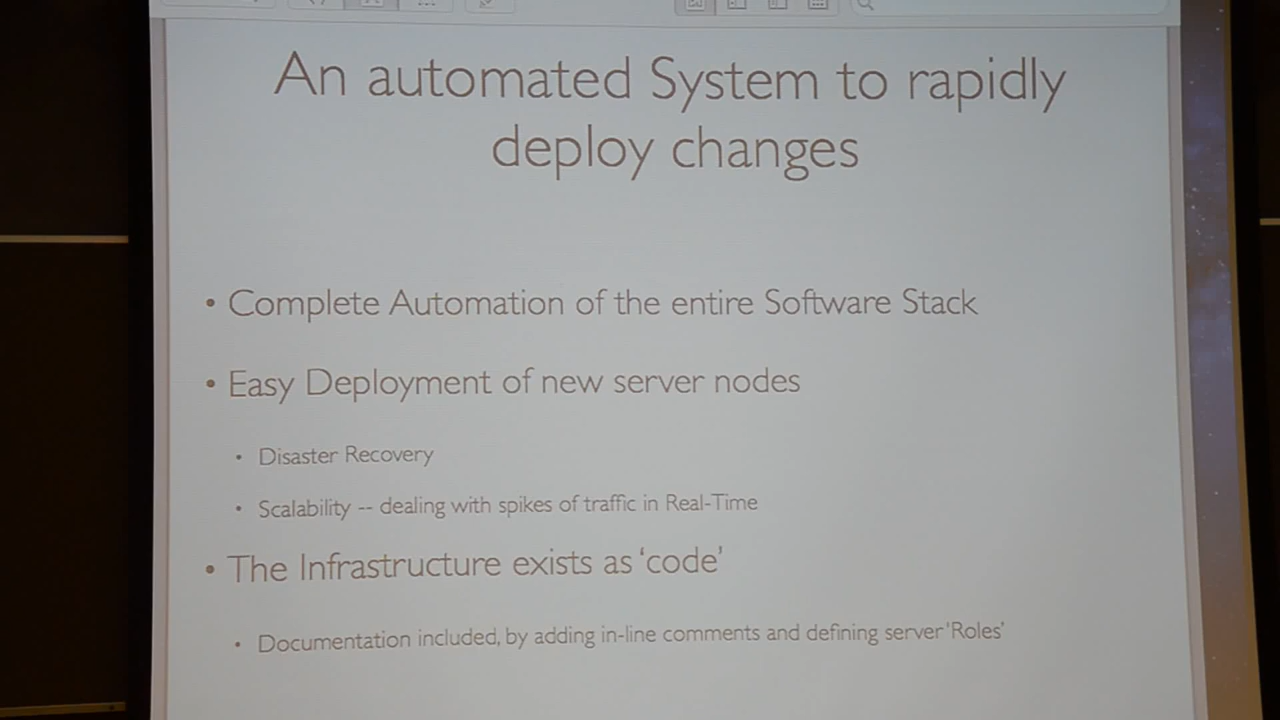 An automated System to rapidly
deploy changes
• Complete Automation of the entire Software Stack
• Easy Deployment of new server nodes
• Disaster Recovery
• Scalability -- dealing with spikes of traffic in Real-Time
• The Infrastructure exists as ‘code’
• Documentation included, by adding in-line comments and defining server ‘Roles’